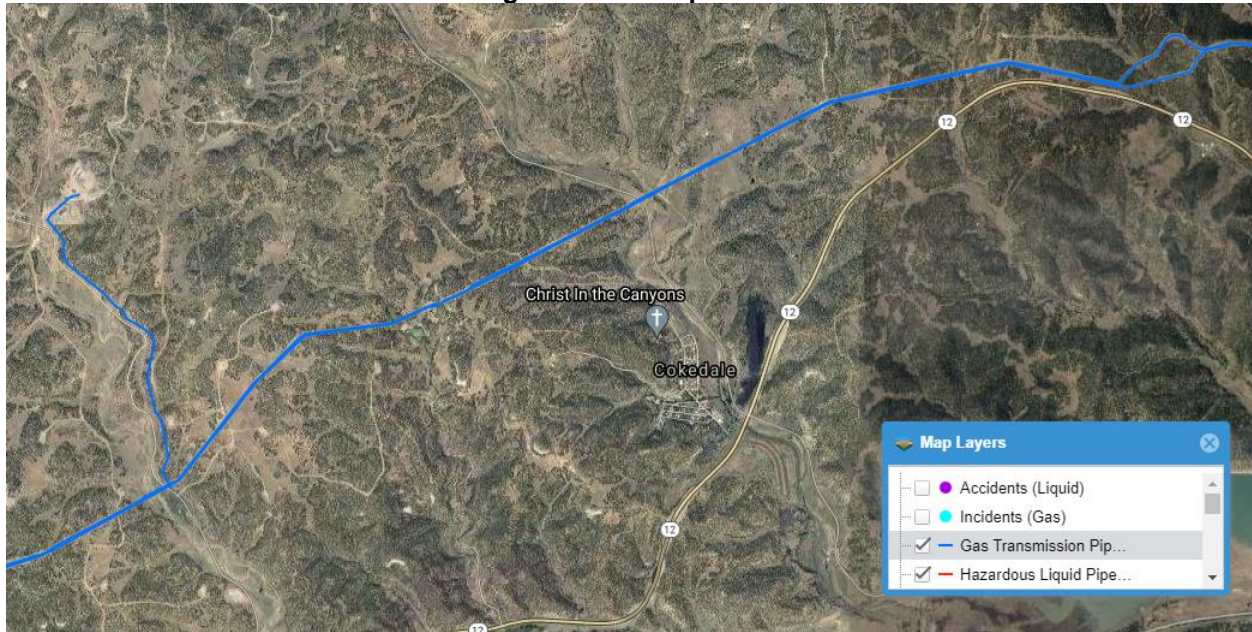 12
12
Christ In the Canyons
12
Cokedale
Map Layers
Accidents (Liquid)
Incidents (Gas)
Gas Transmission Pip...
Hazardous Liquid Pipe...
12
12